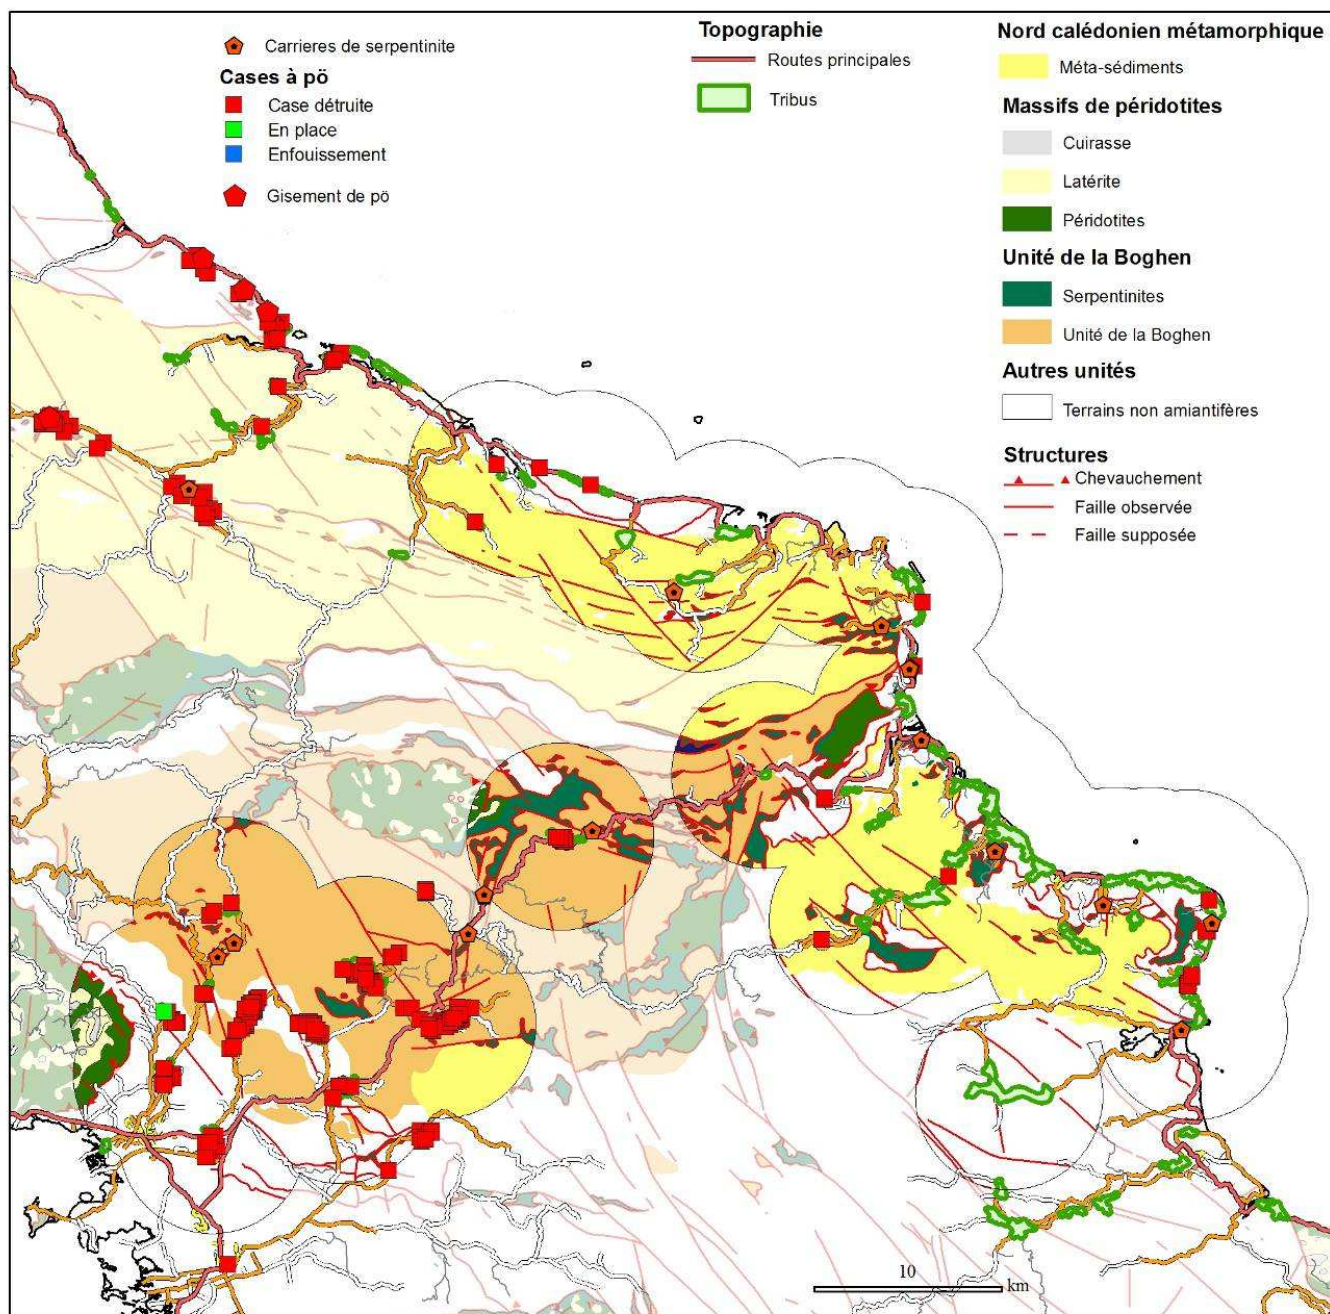 Carrieres de serpentinite
Cases à pö
Case détruite
En place
Enfouissement
Gisement de pö
Topographie
Routes principales
Tribus
Nord calédonien métamorphique
Méta-sédiments
Massifs de péridotites
Cuirasse
Latérite
Péridotites
Unité de la Boghen
Serpentinites
Unité de la Boghen
Autres unités
Terrains non amiantifères
Structures
Chevauchement
Faille observée
Faille supposée
10
km